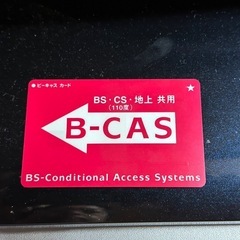 ●ビーキャス カード
★
BS・CS・地上 共用
(110度)
B-CAS
BS-Conditional Access Systems